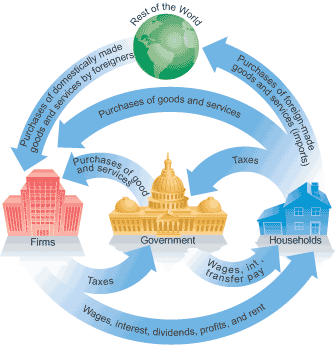 Rest of the World
Purchases of domestically made
goods and services by foreigners
Purchases of foreign-made
goods and services (imports)
Purchases of goods and services
Purchases of good
and services
Taxes
Firms
Government
Households
Taxes
Wages, int.,
transfer pay
Wages, interest, dividends, profits, and rent